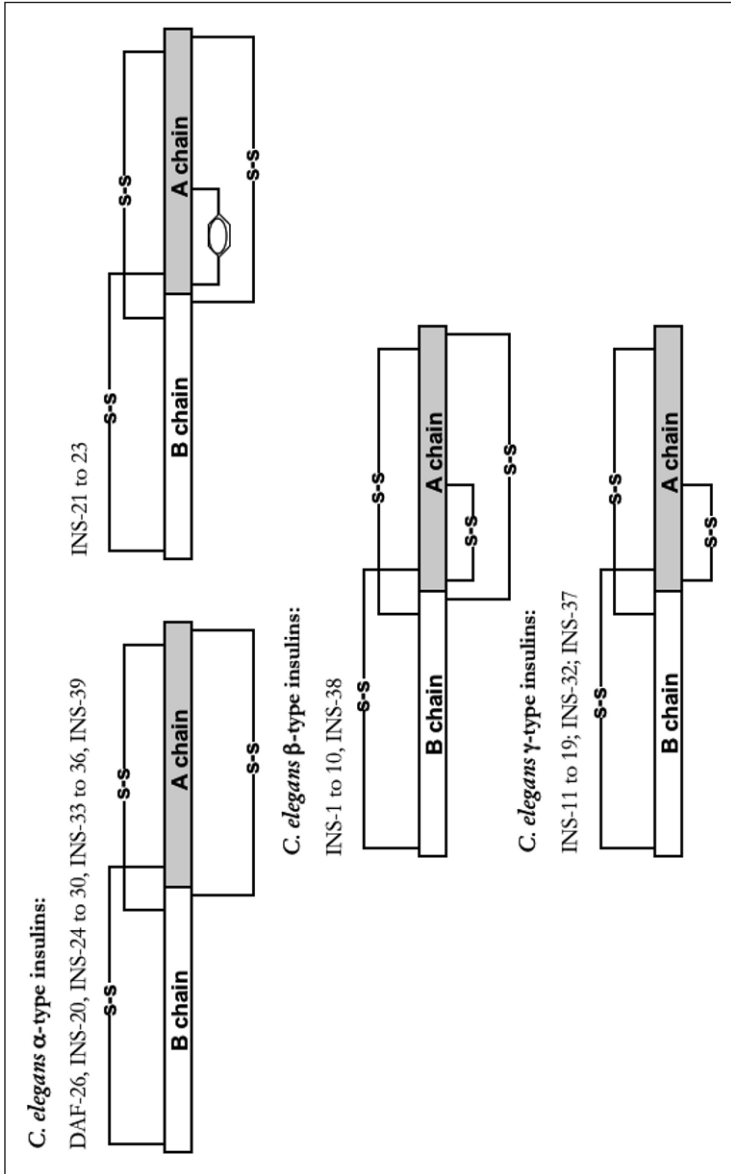 C. elegans α-type insulins:
DAF-26, INS-20, INS-24 to 30, INS-33 to 36, INS-39
s-s
s-s
B chain
A chain
s-s
INS-21 to 23
s-s
s-s
B chain
A chain
s-s
C. elegans β-type insulins:
INS-1 to 10, INS-38
s-s
s-s
B chain
A chain
s-s
s-s
C. elegans γ-type insulins:
INS-11 to 19; INS-32; INS-37
s-s
s-s
B chain
A chain
s-s